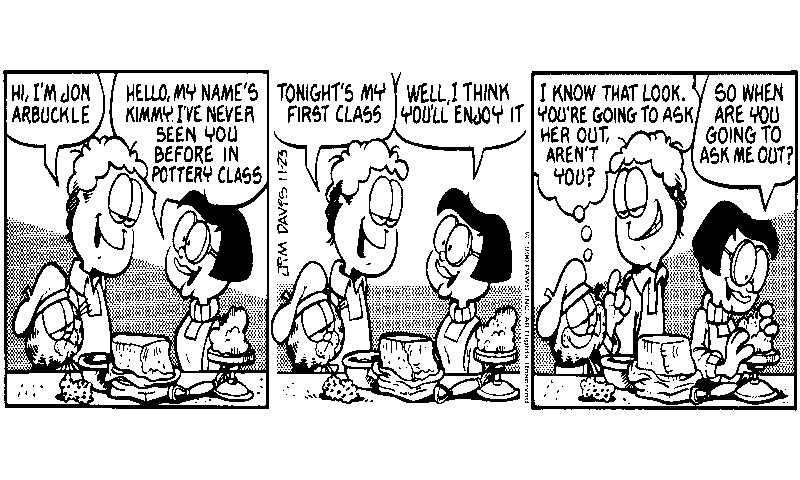 HI, I'M JON
ARBUCKLE
HELLO, MY NAME'S
KIMMY. I'VE NEVER
SEEN YOU
BEFORE IN
POTTERY CLASS
TONIGHT'S MY
FIRST CLASS
WELL, I THINK
YOU'LL ENJOY IT
JIM DAVIS 11-23
I KNOW THAT LOOK.
YOU'RE GOING TO ASK
HER OUT,
AREN'T
YOU?
SO WHEN
ARE YOU
GOING TO
ASK ME OUT?